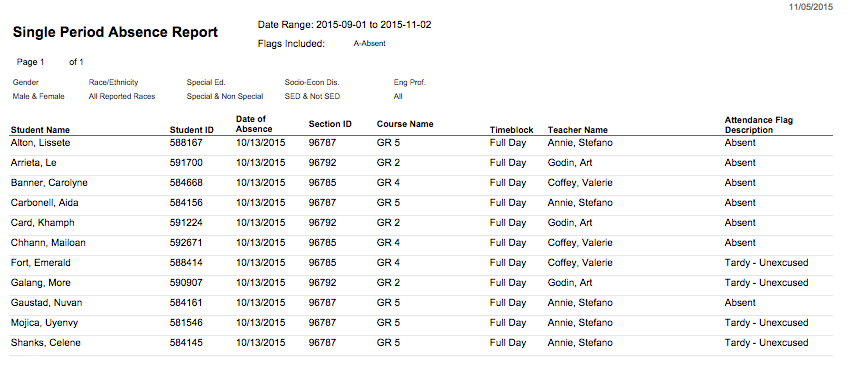 11/05/2015
Single Period Absence Report
Date Range: 2015-09-01 to 2015-11-02
Flags Included: A-Absent
Page 1 of 1
Gender Race/Ethnicity Special Ed. Socio-Econ Dis. Eng Prof.
Male & Female All Reported Races Special & Non Special SED & Not SED All
Student Name Student ID Date of Absence Section ID Course Name Timeblock Teacher Name Attendance Flag Description
Alton, Lissete 588167 10/13/2015 96787 GR 5 Full Day Annie, Stefano Absent
Arrieta, Le 591700 10/13/2015 96792 GR 2 Full Day Godin, Art Absent
Banner, Carolyne 584668 10/13/2015 96785 GR 4 Full Day Coffey, Valerie Absent
Carbonell, Aida 584156 10/13/2015 96787 GR 5 Full Day Annie, Stefano Absent
Card, Khamph 591224 10/13/2015 96792 GR 2 Full Day Godin, Art Absent
Chhann, Mailoan 592671 10/13/2015 96785 GR 4 Full Day Coffey, Valerie Absent
Fort, Emerald 588414 10/13/2015 96785 GR 4 Full Day Coffey, Valerie Tardy - Unexcused
Galang, More 590907 10/13/2015 96792 GR 2 Full Day Godin, Art Tardy - Unexcused
Gaustad, Nuvan 584161 10/13/2015 96787 GR 5 Full Day Annie, Stefano Absent
Mojica, Uyenvy 581546 10/13/2015 96787 GR 5 Full Day Annie, Stefano Tardy - Unexcused
Shanks, Celene 584145 10/13/2015 96787 GR 5 Full Day Annie, Stefano Tardy - Unexcused